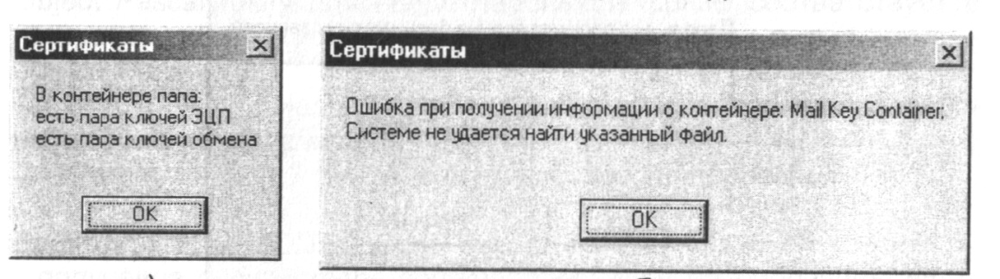 Сертификаты
В контейнере папа:
есть пара ключей ЭЦП
есть пара ключей обмена
OK
Сертификаты
Ошибка при получении информации о контейнере: Mail Key Container;
Системе не удается найти указанный файл.
OK